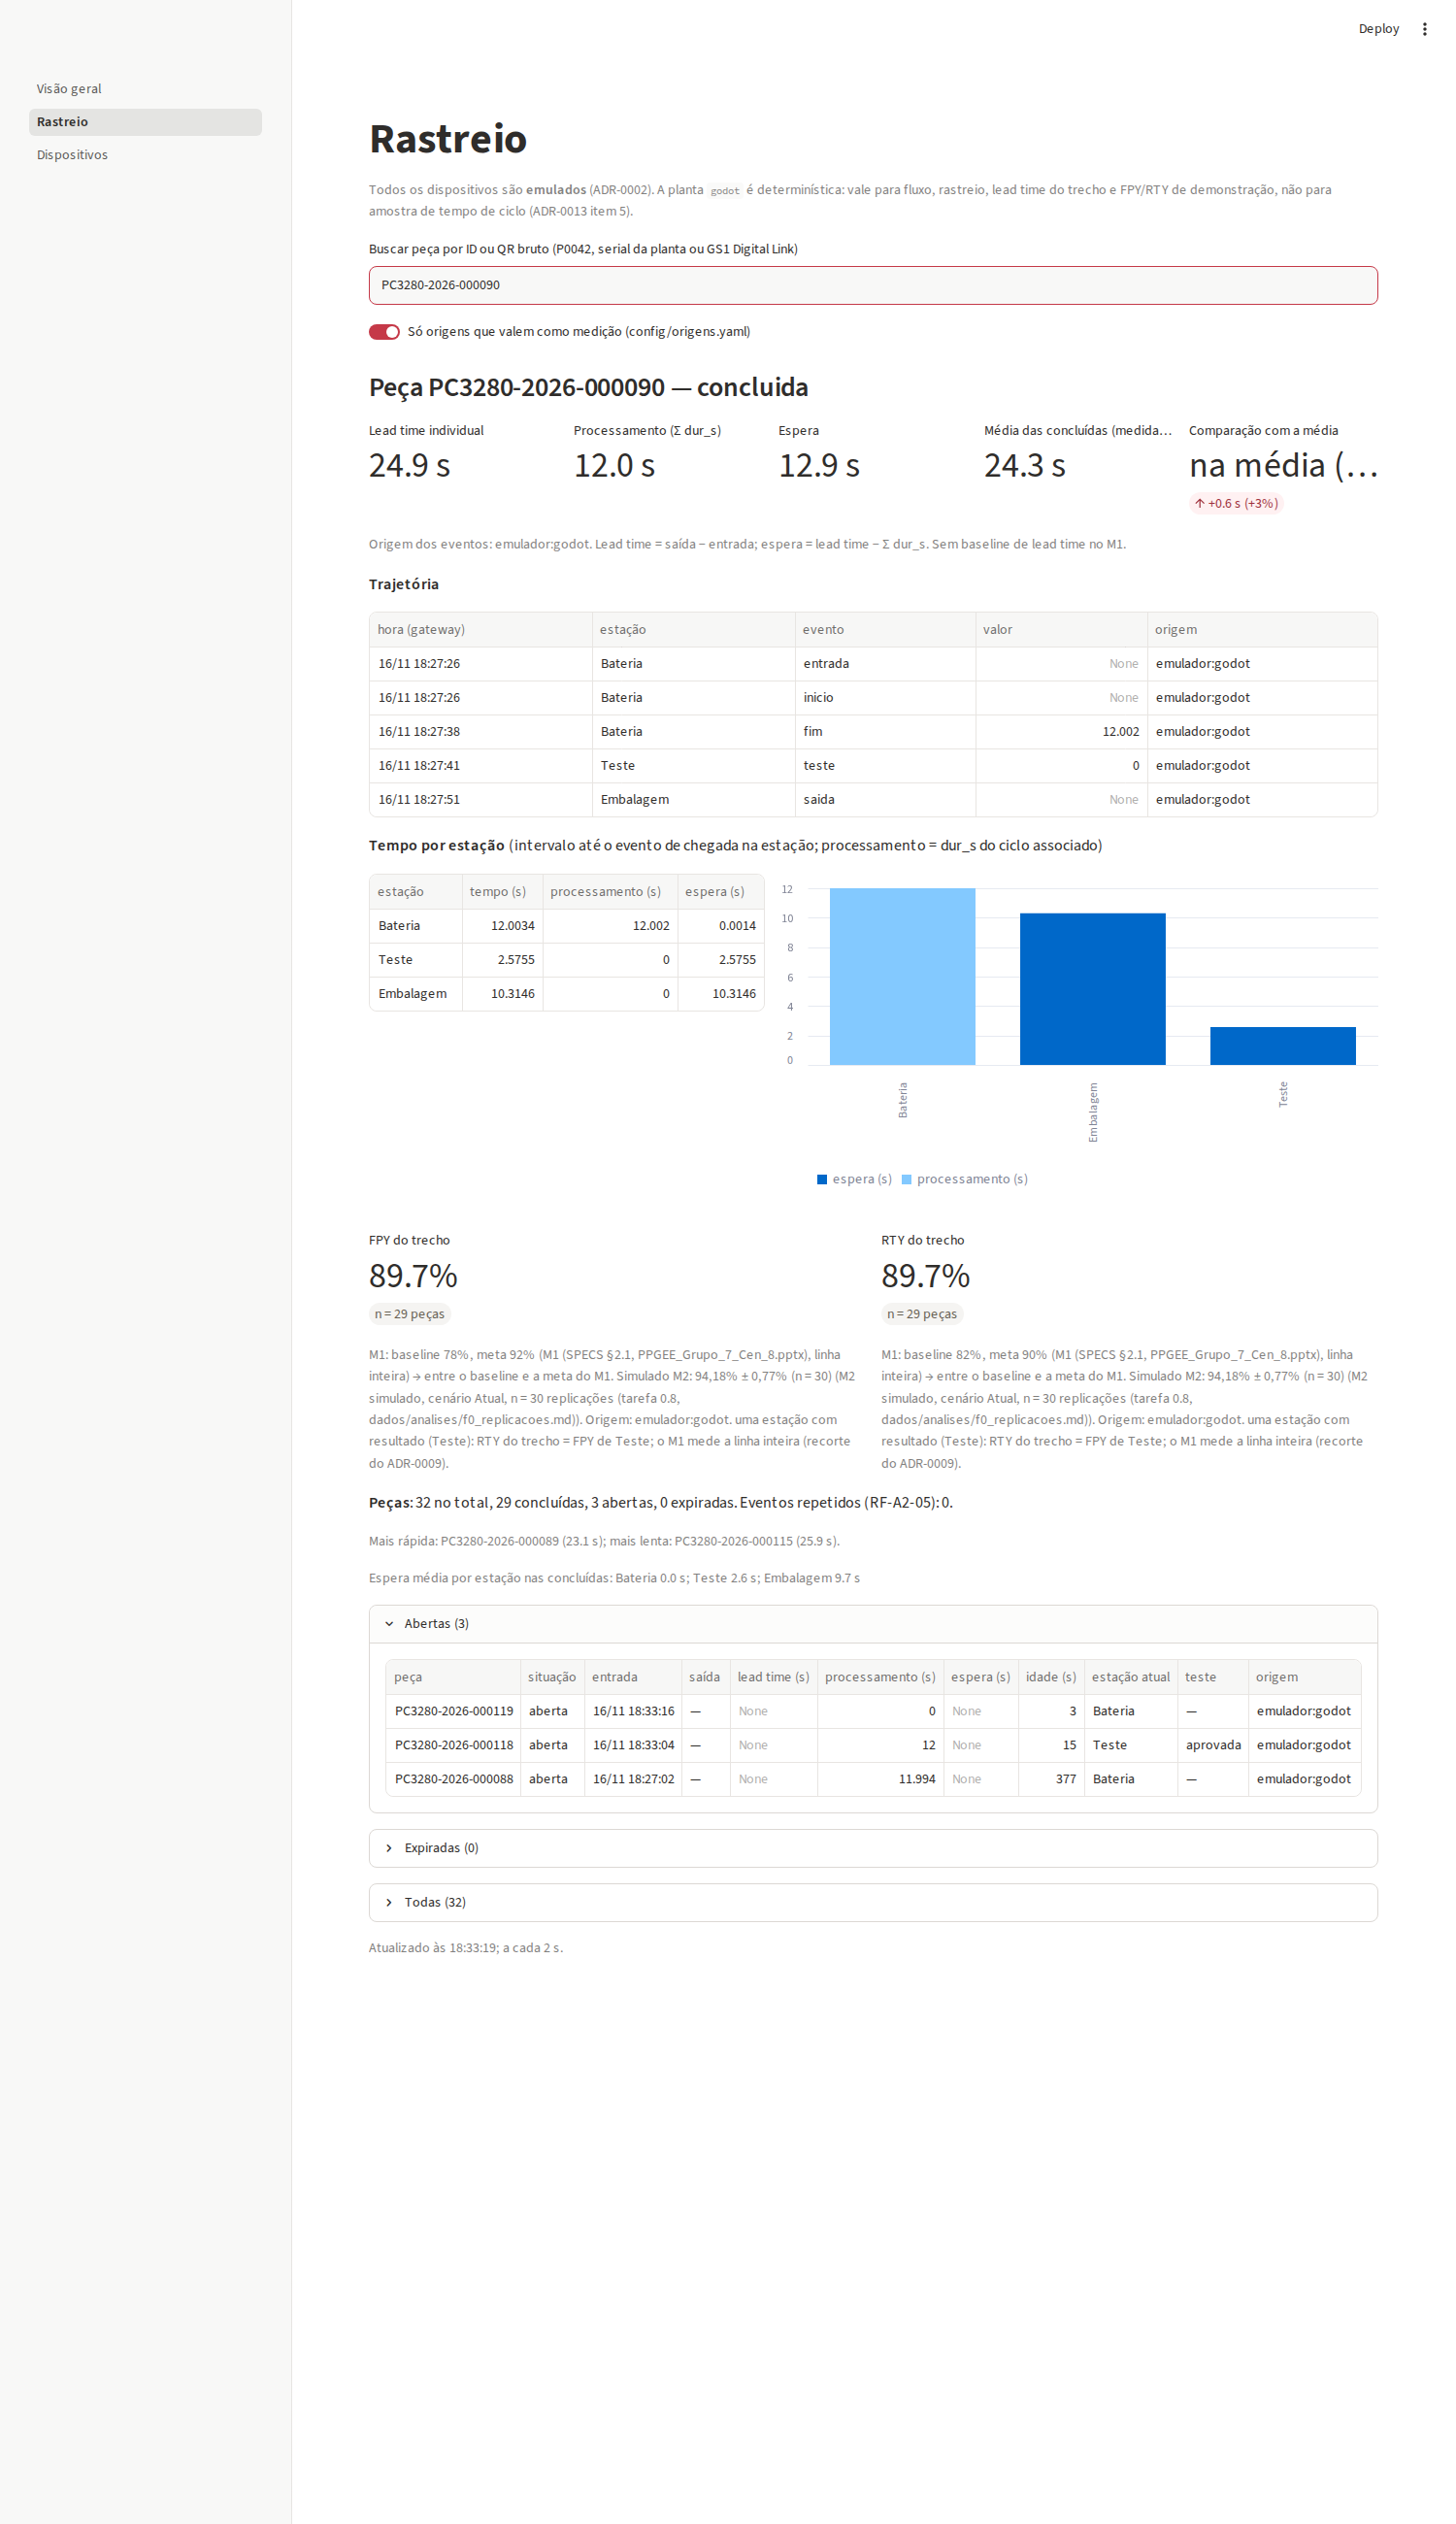 Deploy
Visão geral
Rastreio
Dispositivos
Rastreio
Todos os dispositivos são emulados (ADR-0002). A planta godot é determinística: vale para fluxo, rastreio, lead time do trecho e FPY/RTY de demonstração, não para
amostra de tempo de ciclo (ADR-0013 item 5).
Buscar peça por ID ou QR bruto (P0042, serial da planta ou GS1 Digital Link)
PC3280-2026-000090
Só origens que valem como medição (config/origens.yaml)
Peça PC3280-2026-000090 — concluida
Lead time individual Processamento (Σ dur_s) Espera Média das concluídas (medida… Comparação com a média
24.9 s 12.0 s 12.9 s 24.3 s na média (…
↑ +0.6 s (+3%)
Origem dos eventos: emulador:godot. Lead time = saída − entrada; espera = lead time − Σ dur_s. Sem baseline de lead time no M1.
Trajetória
hora (gateway) estação evento valor origem
16/11 18:27:26 Bateria entrada None emulador:godot
16/11 18:27:26 Bateria inicio None emulador:godot
16/11 18:27:38 Bateria fim 12.002 emulador:godot
16/11 18:27:41 Teste teste 0 emulador:godot
16/11 18:27:51 Embalagem saida None emulador:godot
Tempo por estação (intervalo até o evento de chegada na estação; processamento = dur_s do ciclo associado)
estação tempo (s) processamento (s) espera (s)
Bateria 12.0034 12.002 0.0014
Teste 2.5755 0 2.5755
Embalagem 10.3146 0 10.3146
12
10
8
6
4
2
0
Bateria Embalagem Teste
espera (s) processamento (s)
FPY do trecho
89.7%
n = 29 peças
M1: baseline 78%, meta 92% (M1 (SPECS §2.1, PPGEE_Grupo_7_Cen_8.pptx), linha
inteira) → entre o baseline e a meta do M1. Simulado M2: 94,18% ± 0,77% (n = 30) (M2
simulado, cenário Atual, n = 30 replicações (tarefa 0.8,
dados/analises/f0_replicacoes.md)). Origem: emulador:godot. uma estação com
resultado (Teste): RTY do trecho = FPY de Teste; o M1 mede a linha inteira (recorte
do ADR-0009).
RTY do trecho
89.7%
n = 29 peças
M1: baseline 82%, meta 90% (M1 (SPECS §2.1, PPGEE_Grupo_7_Cen_8.pptx), linha
inteira) → entre o baseline e a meta do M1. Simulado M2: 94,18% ± 0,77% (n = 30) (M2
simulado, cenário Atual, n = 30 replicações (tarefa 0.8,
dados/analises/f0_replicacoes.md)). Origem: emulador:godot. uma estação com
resultado (Teste): RTY do trecho = FPY de Teste; o M1 mede a linha inteira (recorte
do ADR-0009).
Peças: 32 no total, 29 concluídas, 3 abertas, 0 expiradas. Eventos repetidos (RF-A2-05): 0.
Mais rápida: PC3280-2026-000089 (23.1 s); mais lenta: PC3280-2026-000115 (25.9 s).
Espera média por estação nas concluídas: Bateria 0.0 s; Teste 2.6 s; Embalagem 9.7 s
Abertas (3)
peça situação entrada saída lead time (s) processamento (s) espera (s) idade (s) estação atual teste origem
PC3280-2026-000119 aberta 16/11 18:33:16 — None 0 None 3 Bateria — emulador:godot
PC3280-2026-000118 aberta 16/11 18:33:04 — None 12 None 15 Teste aprovada emulador:godot
PC3280-2026-000088 aberta 16/11 18:27:02 — None 11.994 None 377 Bateria — emulador:godot
Expiradas (0)
Todas (32)
Atualizado às 18:33:19; a cada 2 s.